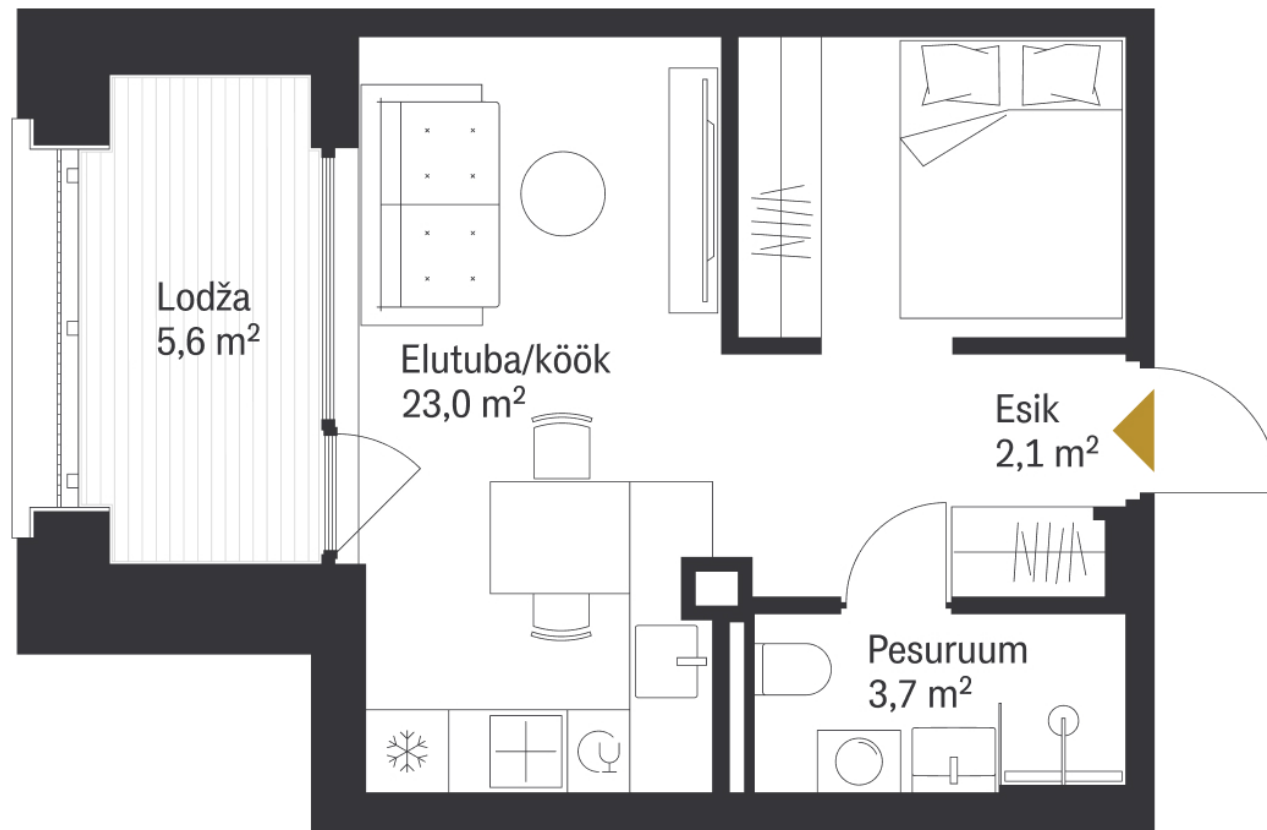 Lodža
5,6 m²
Elutuba/köök
23,0 m²
Esik
2,1 m²
Pesuruum
3,7 m²